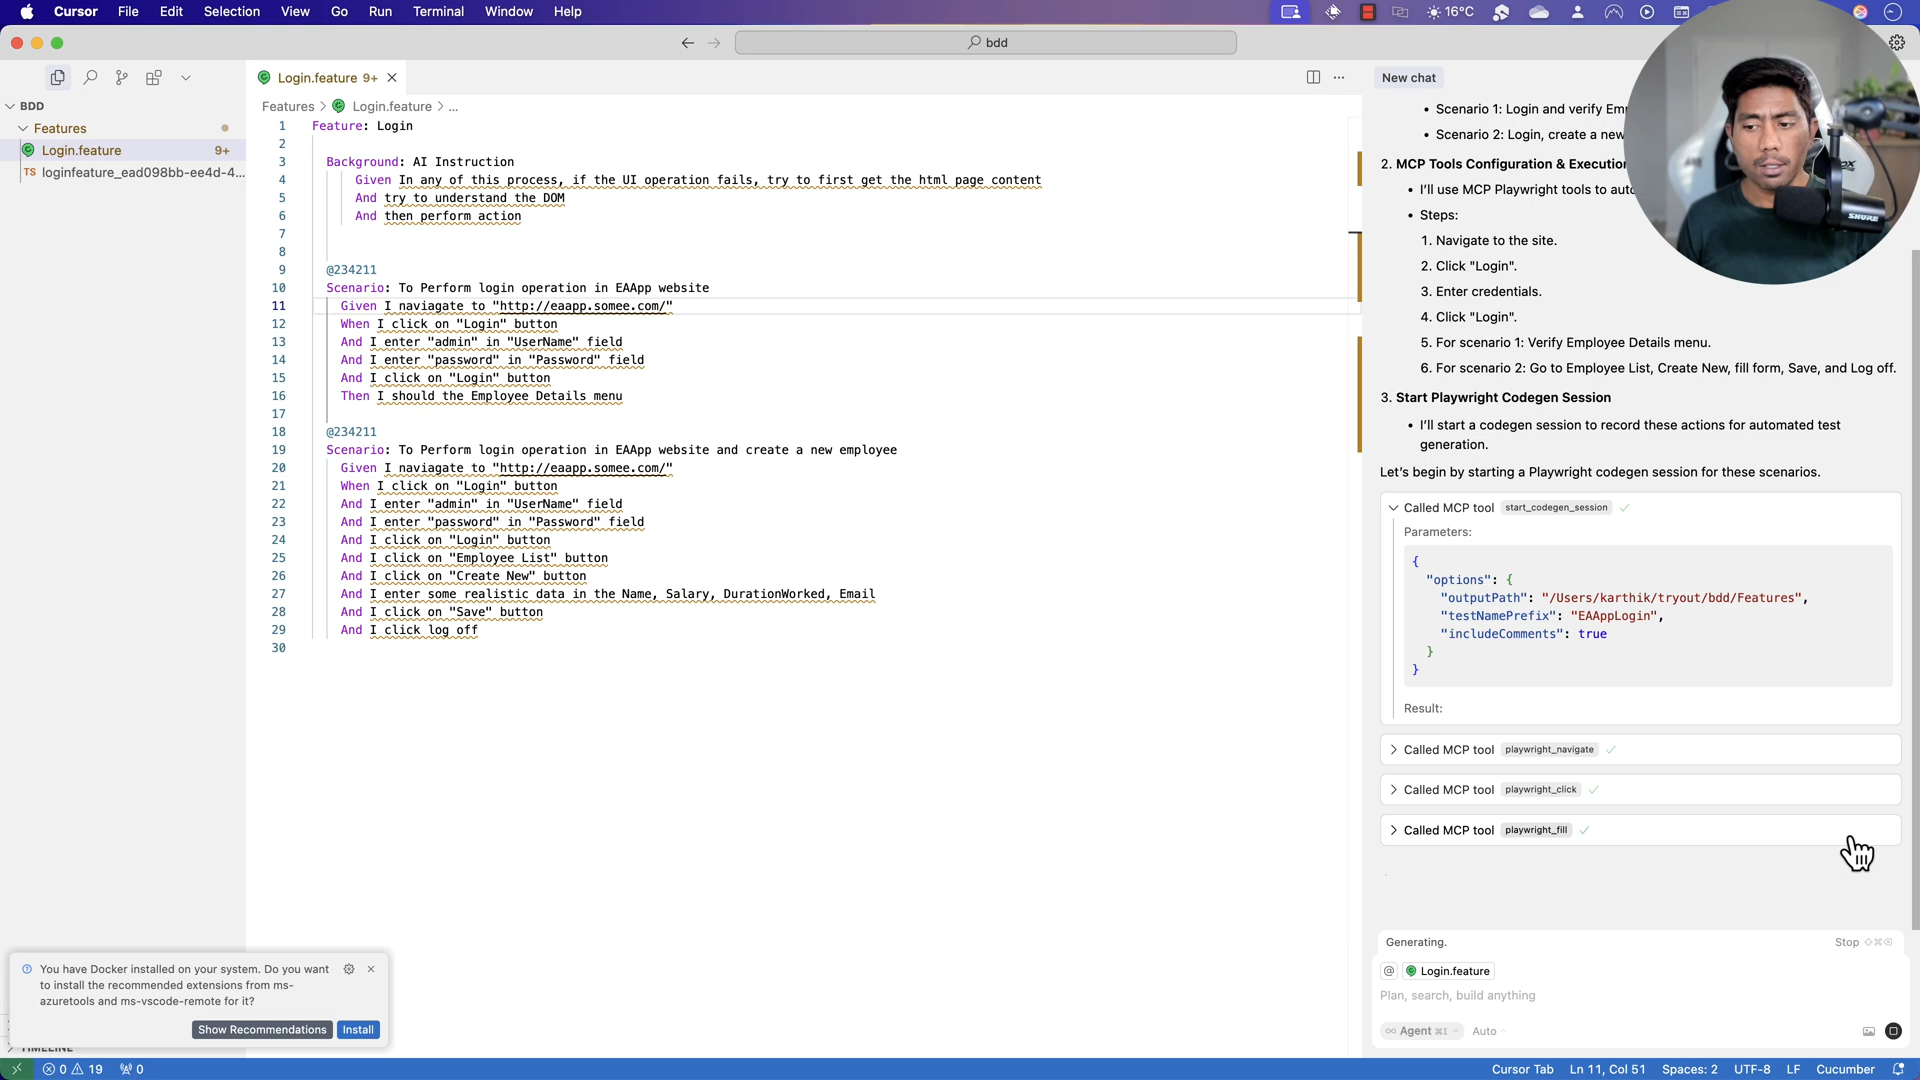 Cursor File Edit Selection View Go Run Terminal Window Help
16°C
bdd
Login.feature 9+
New chat
BDD
Features
Login.feature 9+
TS loginfeature_ead098bb-ee4d-4...
Features > Login.feature > ...
1 Feature: Login
2
3 Background: AI Instruction
4 Given In any of this process, if the UI operation fails, try to first get the html page content
5 And try to understand the DOM
6 And then perform action
7
8
9 @234211
10 Scenario: To Perform login operation in EAApp website
11 Given I naviagate to "http://eaapp.somee.com/"
12 When I click on "Login" button
13 And I enter "admin" in "UserName" field
14 And I enter "password" in "Password" field
15 And I click on "Login" button
16 Then I should the Employee Details menu
17
18 @234211
19 Scenario: To Perform login operation in EAApp website and create a new employee
20 Given I naviagate to "http://eaapp.somee.com/"
21 When I click on "Login" button
22 And I enter "admin" in "UserName" field
23 And I enter "password" in "Password" field
24 And I click on "Login" button
25 And I click on "Employee List" button
26 And I click on "Create New" button
27 And I enter some realistic data in the Name, Salary, DurationWorked, Email
28 And I click on "Save" button
29 And I click log off
30
• Scenario 1: Login and verify Em
• Scenario 2: Login, create a new
2. MCP Tools Configuration & Execution
• I'll use MCP Playwright tools to auto
• Steps:
1. Navigate to the site.
2. Click "Login".
3. Enter credentials.
4. Click "Login".
5. For scenario 1: Verify Employee Details menu.
6. For scenario 2: Go to Employee List, Create New, fill form, Save, and Log off.
3. Start Playwright Codegen Session
• I'll start a codegen session to record these actions for automated test
generation.
Let's begin by starting a Playwright codegen session for these scenarios.
Called MCP tool start_codegen_session
Parameters:
{
"options": {
"outputPath": "/Users/karthik/tryout/bdd/Features",
"testNamePrefix": "EAAppLogin",
"includeComments": true
}
}
Result:
Called MCP tool playwright_navigate
Called MCP tool playwright_click
Called MCP tool playwright_fill
SHURE
Generating.
Stop ⇧⌘⌫
@ Login.feature
Plan, search, build anything
∞ Agent ⌘I Auto
You have Docker installed on your system. Do you want
to install the recommended extensions from ms-
azuretools and ms-vscode-remote for it?
Show Recommendations Install
TIMELINE
0 19 0
Cursor Tab Ln 11, Col 51 Spaces: 2 UTF-8 LF Cucumber